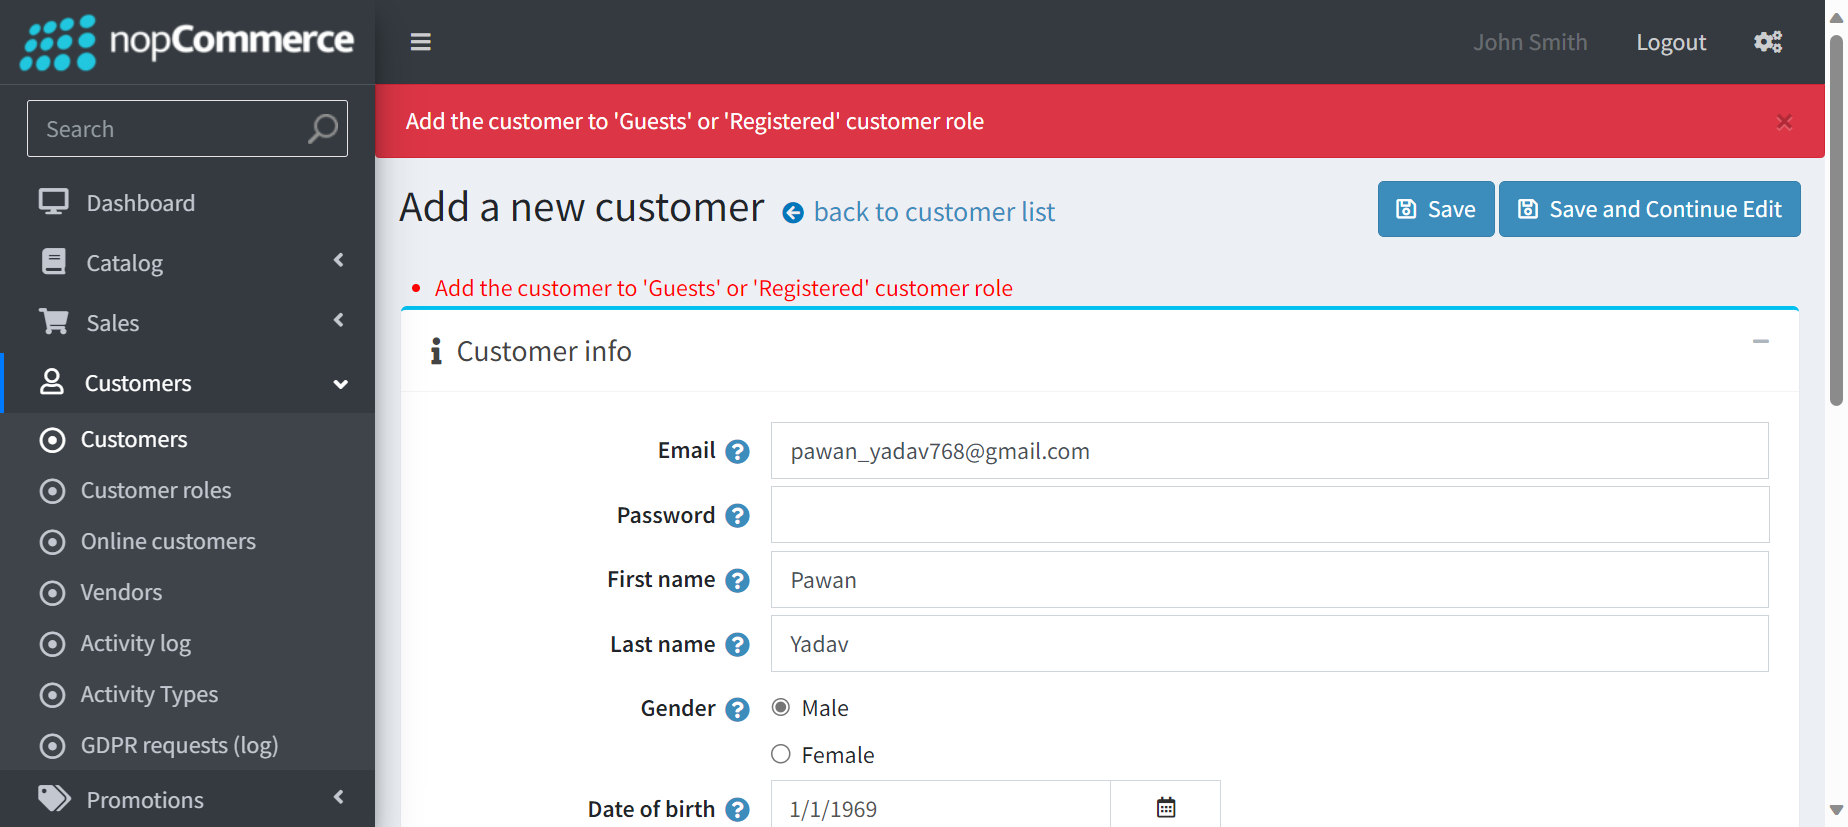 nopCommerce
John Smith
Logout
Search
Add the customer to 'Guests' or 'Registered' customer role
×
Dashboard
Catalog
Sales
Customers
Customers
Customer roles
Online customers
Vendors
Activity log
Activity Types
GDPR requests (log)
Promotions
Add a new customer
back to customer list
Save
Save and Continue Edit
Add the customer to 'Guests' or 'Registered' customer role
Customer info
Email
pawan_yadav768@gmail.com
Password
First name
Pawan
Last name
Yadav
Gender
Male
Female
Date of birth
1/1/1969